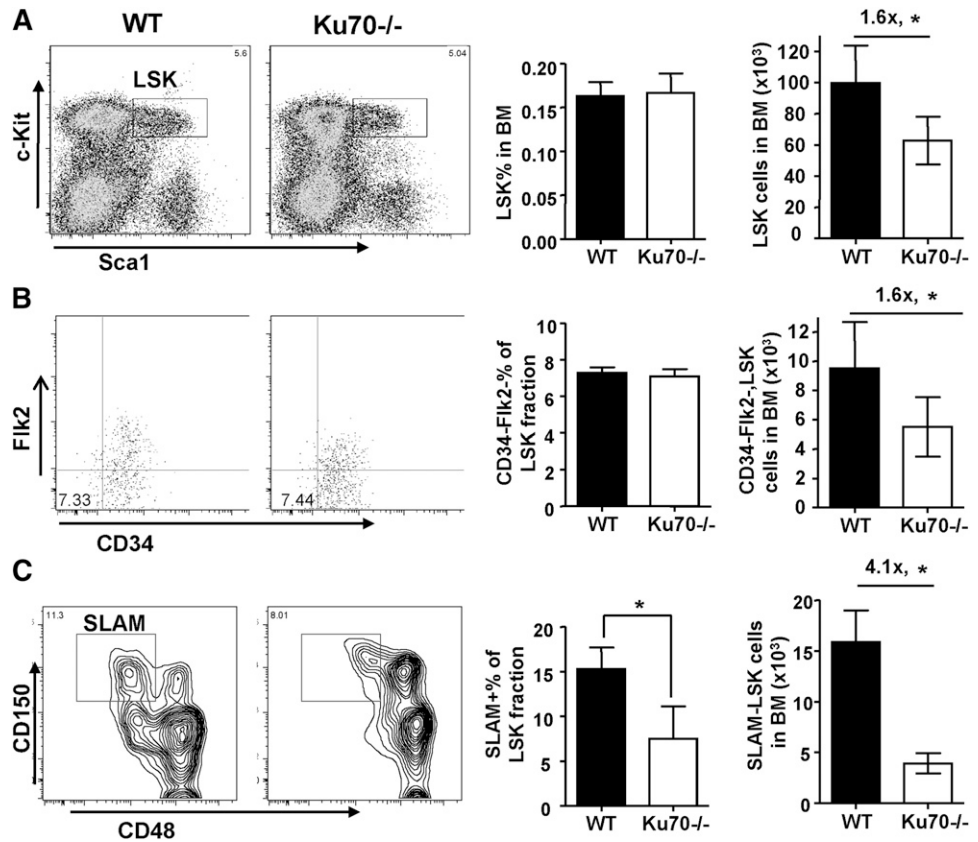 A
WT
Ku70-/-
5.6
5.04
LSK
c-Kit
Sca1
LSK% in BM
0.20
0.15
0.10
0.05
0.00
WT
Ku70-/-
1.6x, *
LSK cells in BM (x10³)
120
100
80
60
40
20
0
WT
Ku70-/-
B
Flk2
7.33
7.44
CD34
CD34-Flk2-% of
LSK fraction
10
8
6
4
2
0
WT
Ku70-/-
1.6x, *
CD34-Flk2-,LSK
cells in BM (x10³)
12
10
8
6
4
2
0
WT
Ku70-/-
C
11.3
SLAM
8.01
CD150
CD48
SLAM+% of
LSK fraction
20
15
10
5
0
*
WT
Ku70-/-
4.1x, *
SLAM-LSK cells
in BM (x10³)
20
15
10
5
0
WT
Ku70-/-